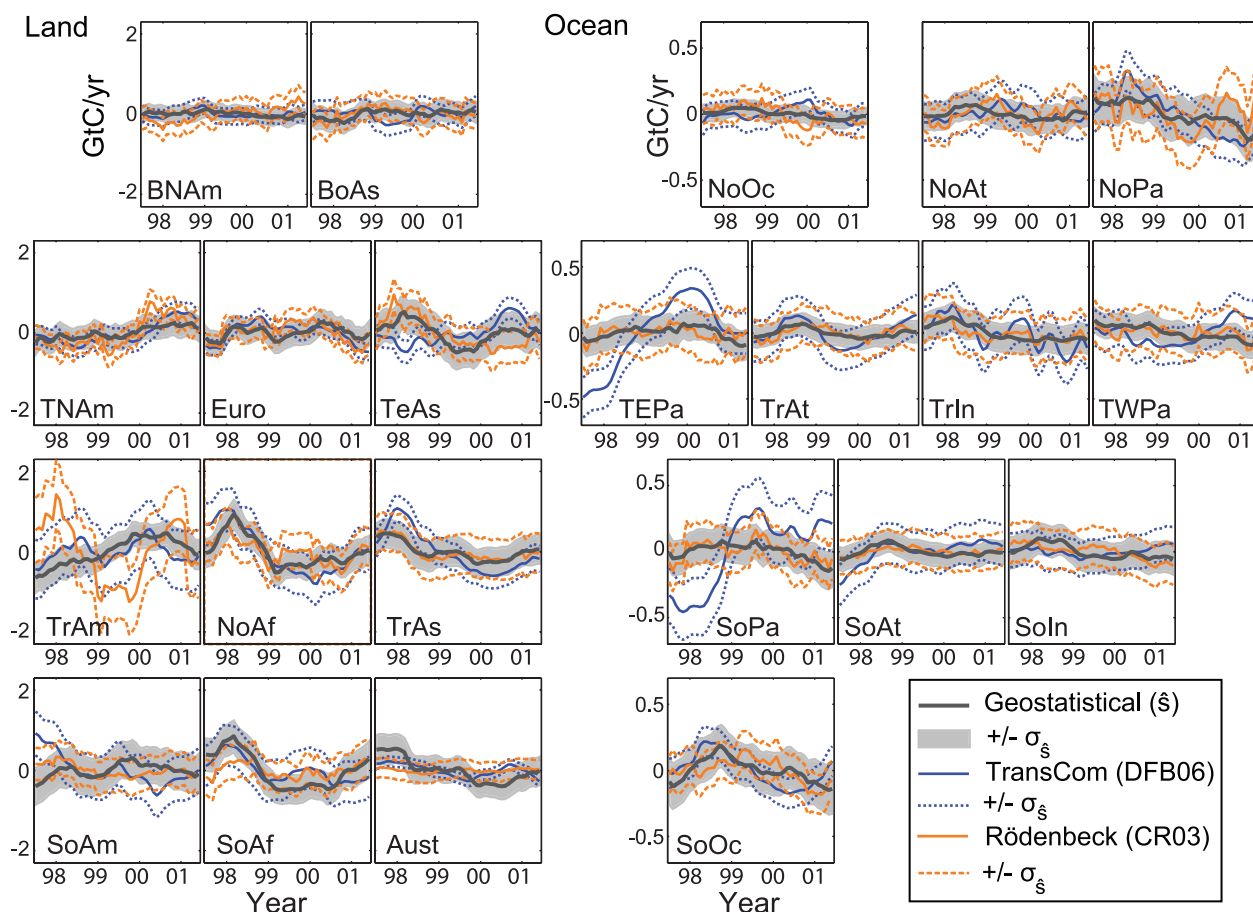 Land
Ocean
GtC/yr
2
0
-2
BNAm
BoAs
98 99 00 01
98 99 00 01
GtC/yr
0.5
0
-0.5
NoOc
NoAt
NoPa
98 99 00 01
98 99 00 01
98 99 00 01
2
0
-2
TNAm
Euro
TeAs
98 99 00 01
98 99 00 01
98 99 00 01
0.5
0
-0.5
TEPa
TrAt
TrIn
TWPa
98 99 00 01
98 99 00 01
98 99 00 01
98 99 00 01
2
0
-2
TrAm
NoAf
TrAs
98 99 00 01
98 99 00 01
98 99 00 01
0.5
0
-0.5
SoPa
SoAt
SoIn
98 99 00 01
98 99 00 01
98 99 00 01
2
0
-2
SoAm
SoAf
Aust
98 99 00 01
98 99 00 01
98 99 00 01
Year
0.5
0
-0.5
SoOc
98 99 00 01
Year
Geostatistical (ŝ)
+/- σŝ
TransCom (DFB06)
+/- σŝ
Rödenbeck (CR03)
+/- σŝ